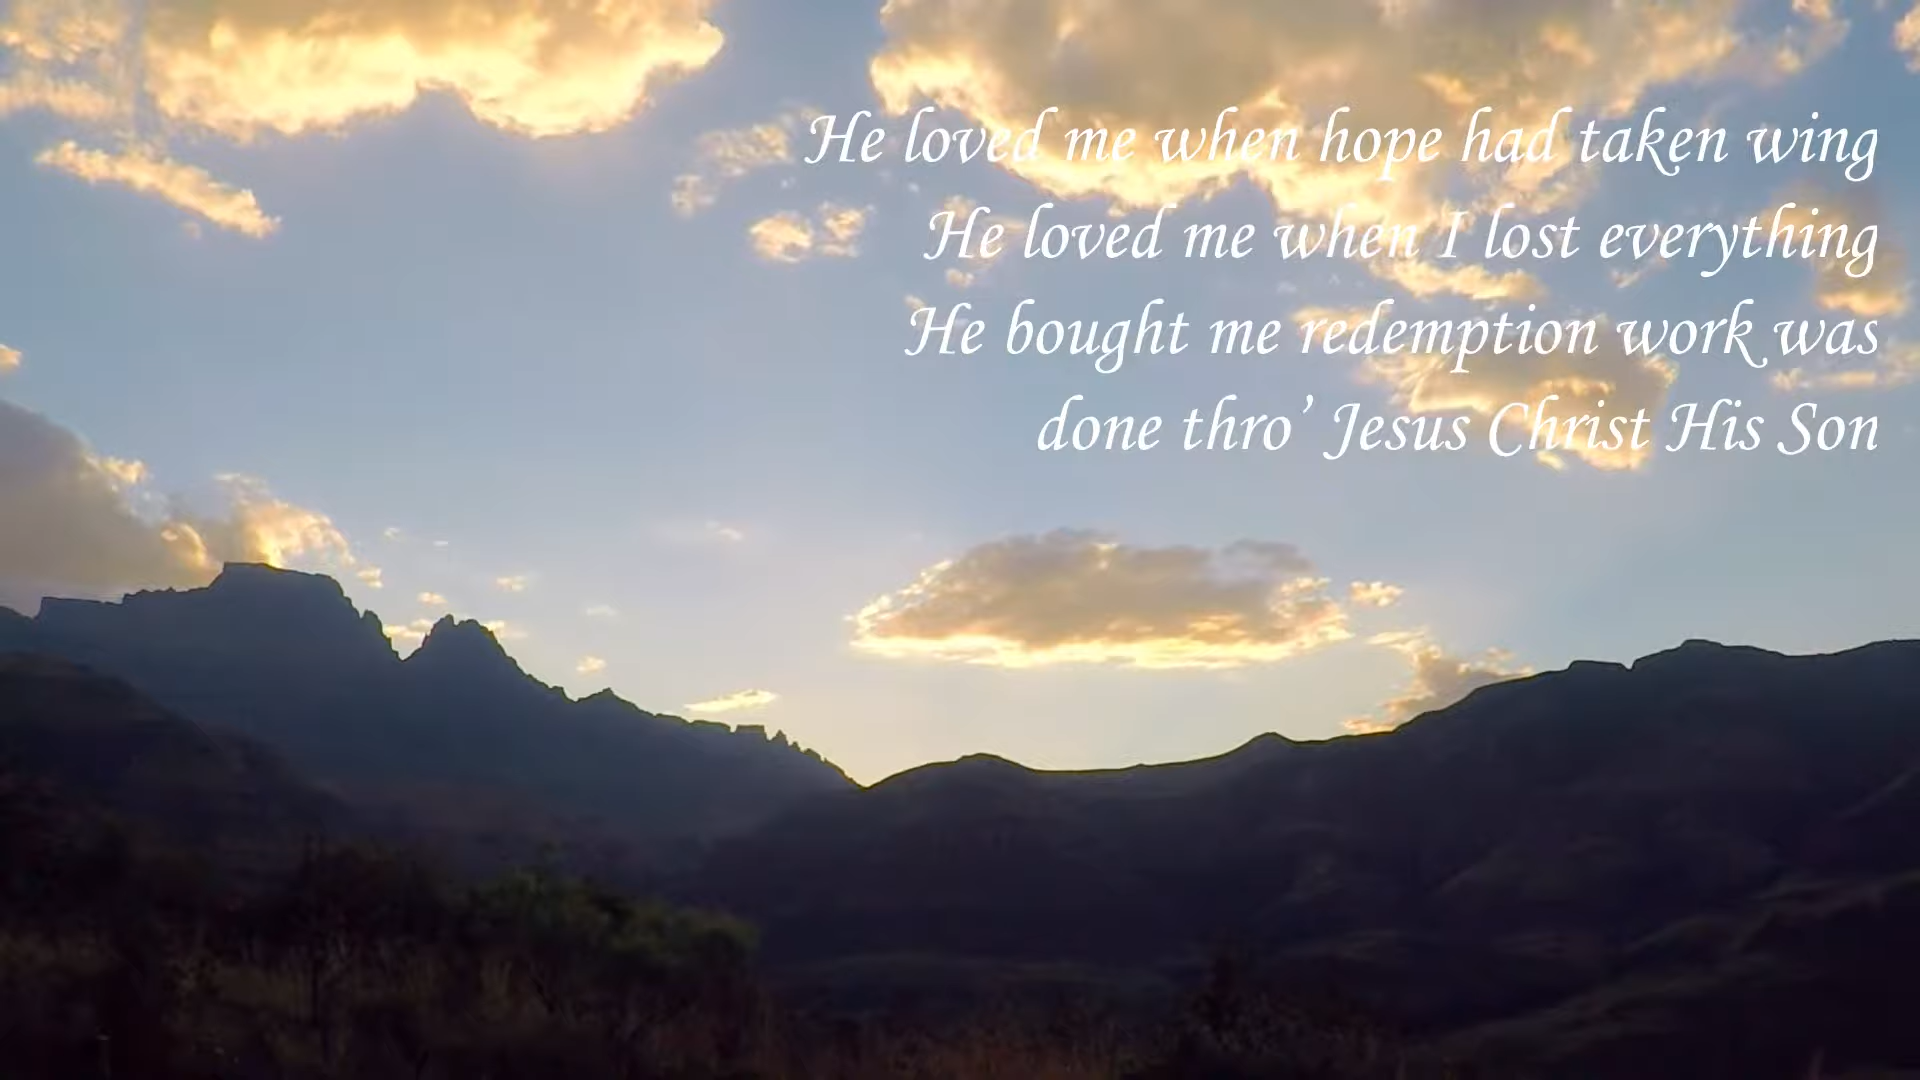 He loved me when hope had taken wing
He loved me when I lost everything
He bought me redemption work was
done thro’ Jesus Christ His Son